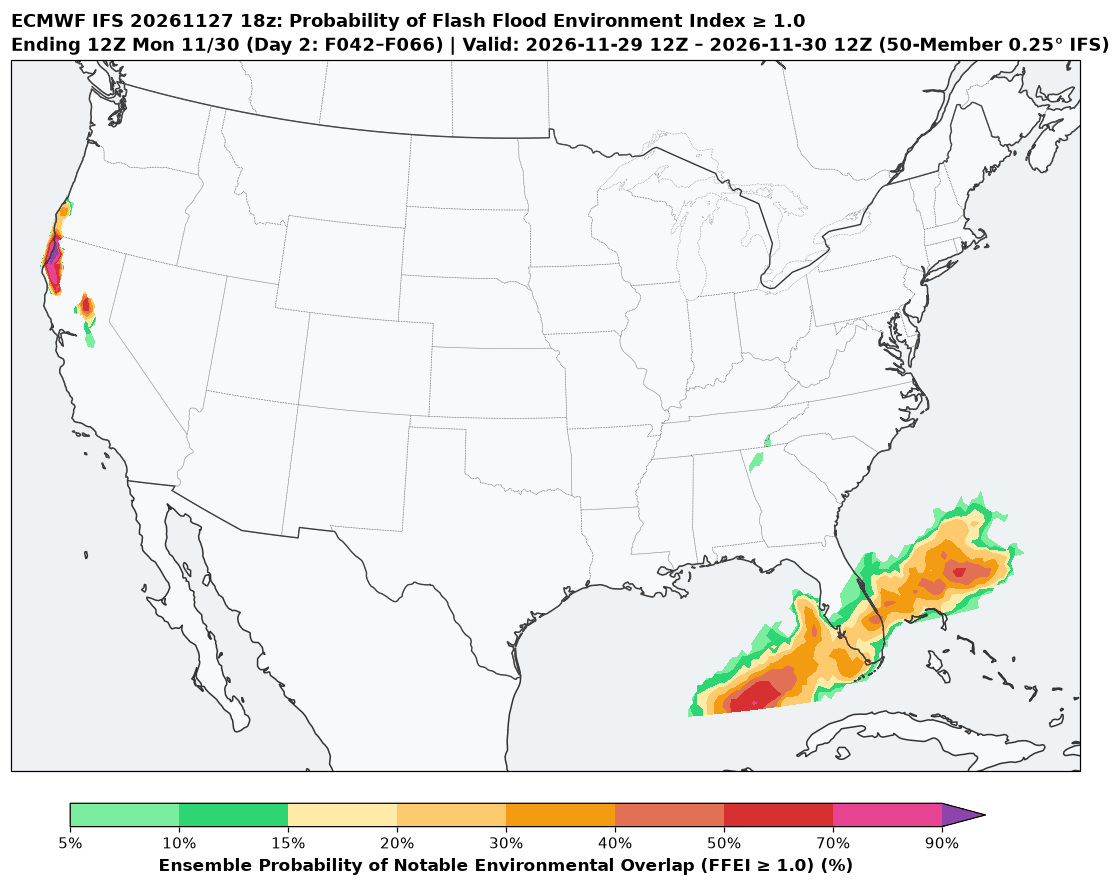 ECMWF IFS 20261127 18z: Probability of Flash Flood Environment Index ≥ 1.0
Ending 12Z Mon 11/30 (Day 2: F042–F066) | Valid: 2026-11-29 12Z – 2026-11-30 12Z (50-Member 0.25° IFS)
5% 10% 15% 20% 30% 40% 50% 70% 90%
Ensemble Probability of Notable Environmental Overlap (FFEI ≥ 1.0) (%)